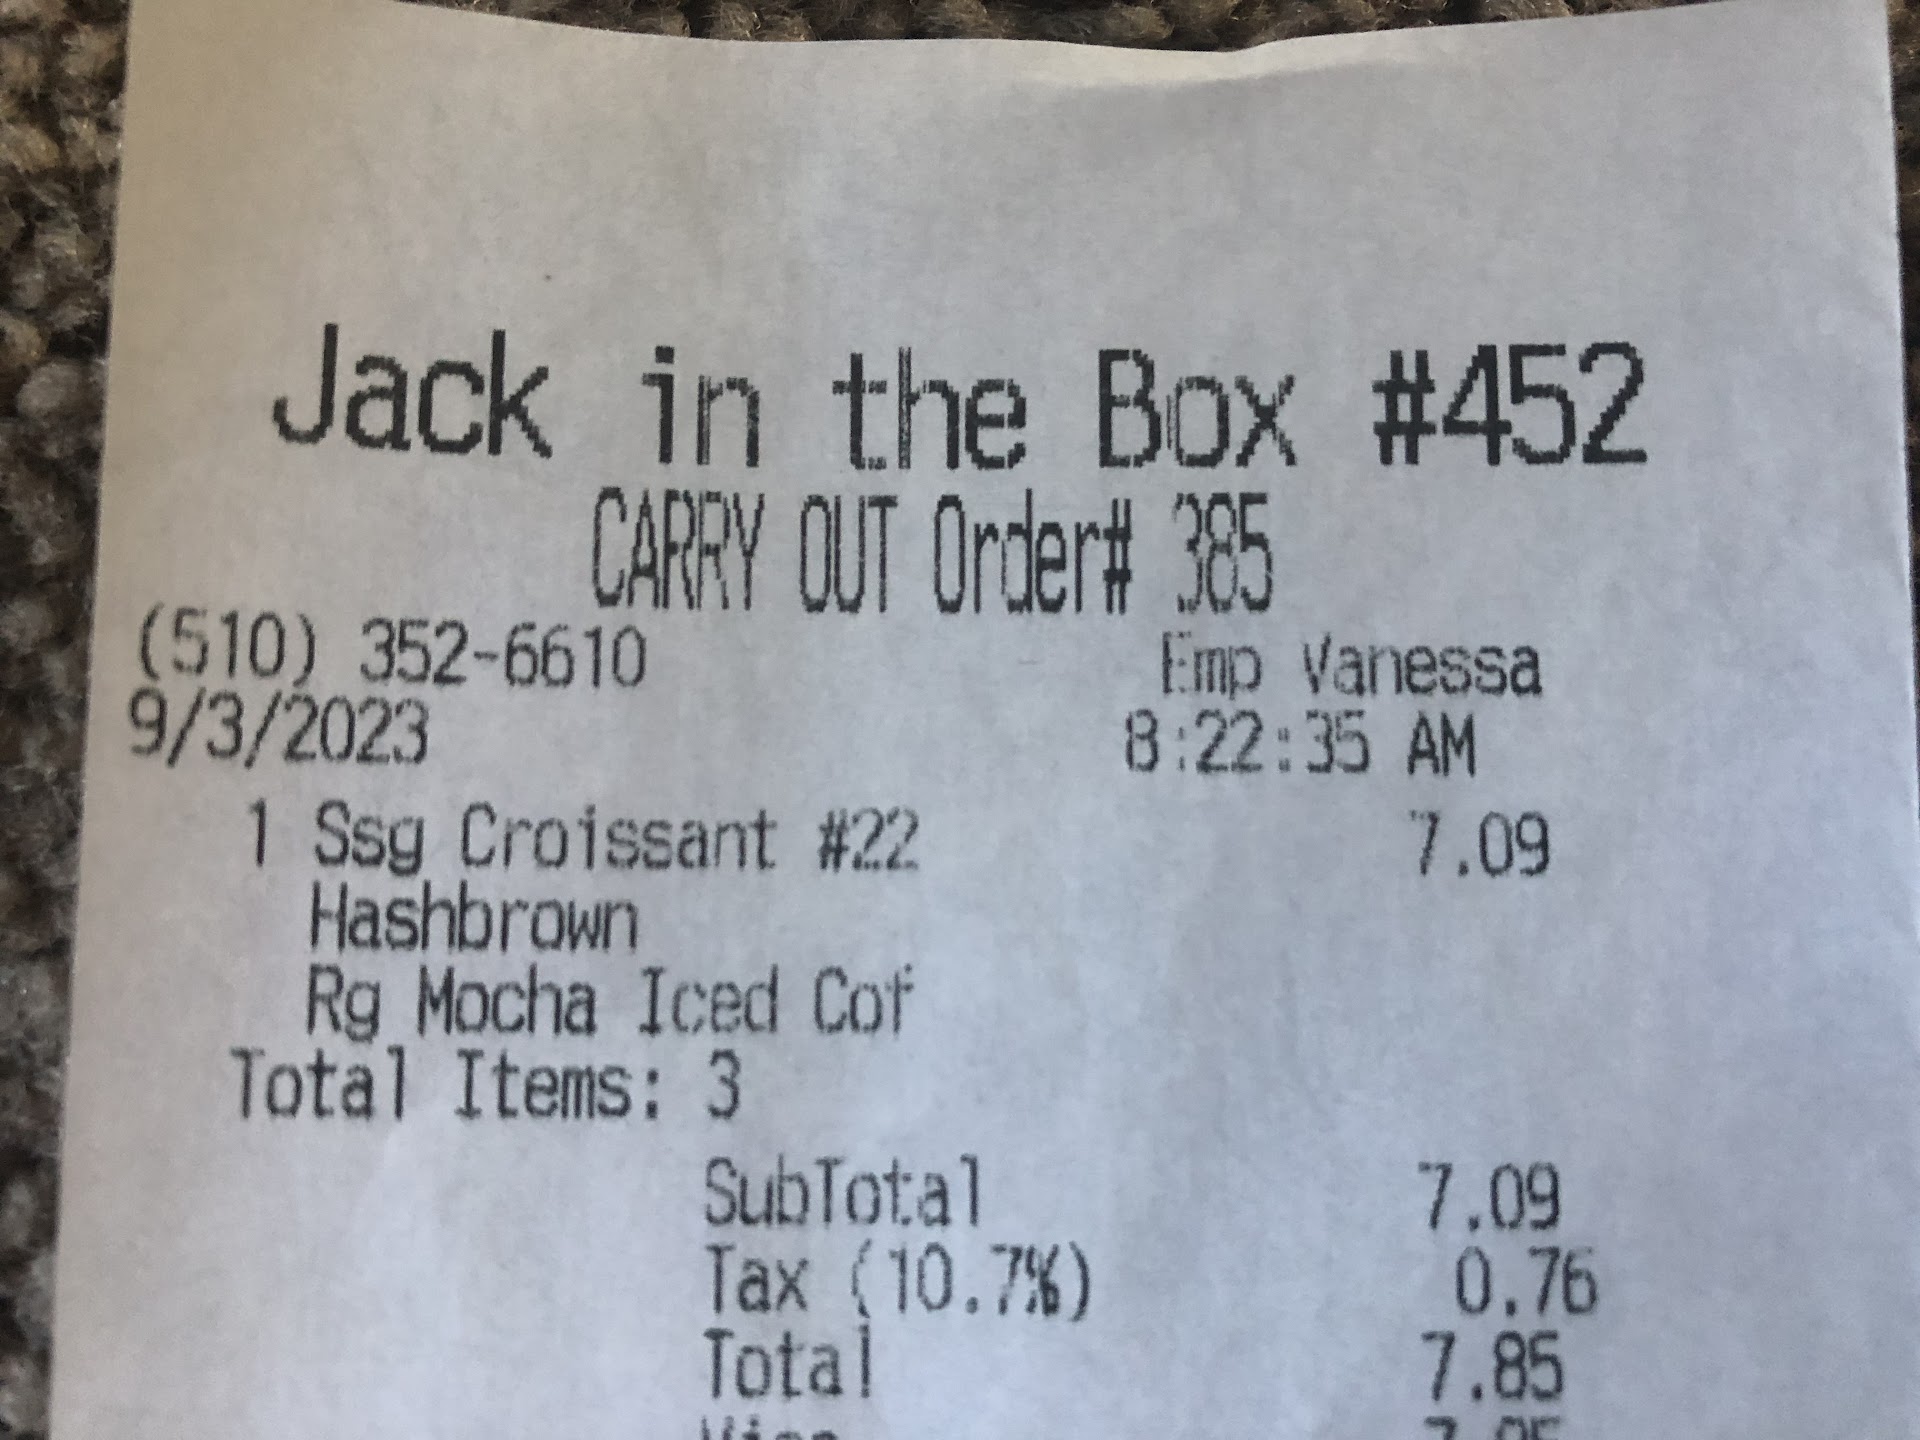 Jack in the Box #452
CARRY OUT Order# 385
(510) 352-6610 Emp Vanessa
9/3/2023 8:22:35 AM
1 Ssg Croissant #22 7.09
Hashbrown
Rg Mocha Iced Cof
Total Items: 3
SubTotal 7.09
Tax (10.7%) 0.76
Total 7.85